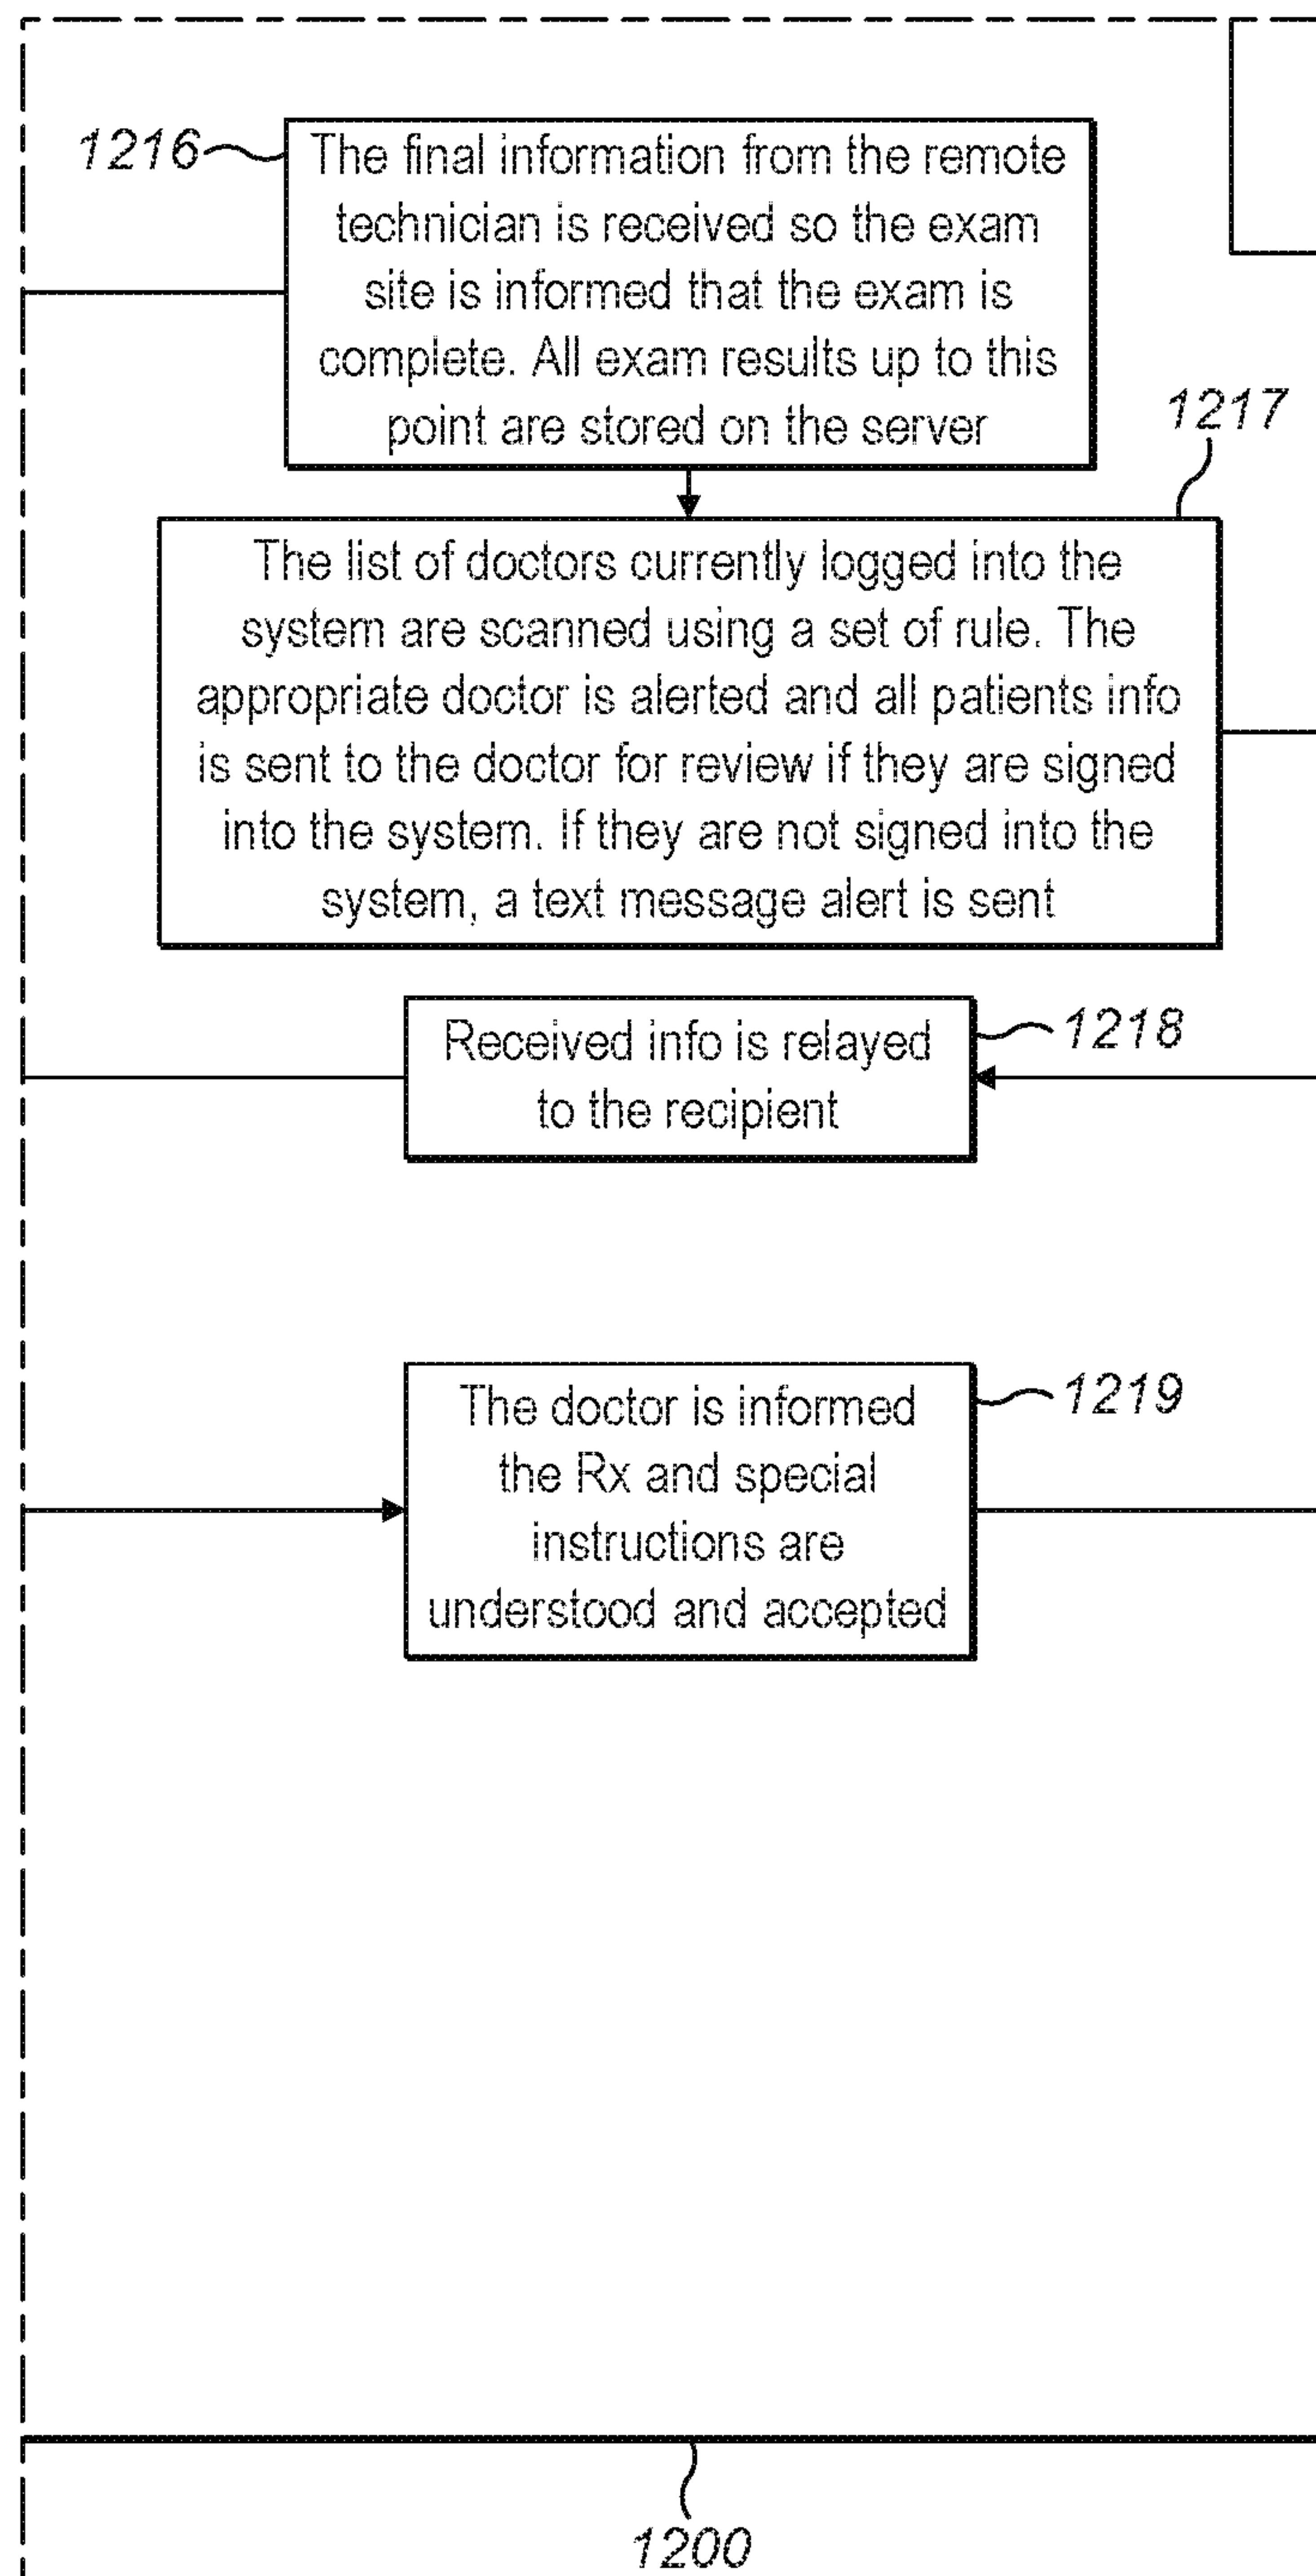 1216
The final information from the remote
technician is received so the exam
site is informed that the exam is
complete. All exam results up to this
point are stored on the server
1217
The list of doctors currently logged into the
system are scanned using a set of rule. The
appropriate doctor is alerted and all patients info
is sent to the doctor for review if they are signed
into the system. If they are not signed into the
system, a text message alert is sent
Received info is relayed
to the recipient
1218
The doctor is informed
the Rx and special
instructions are
understood and accepted
1219
1200